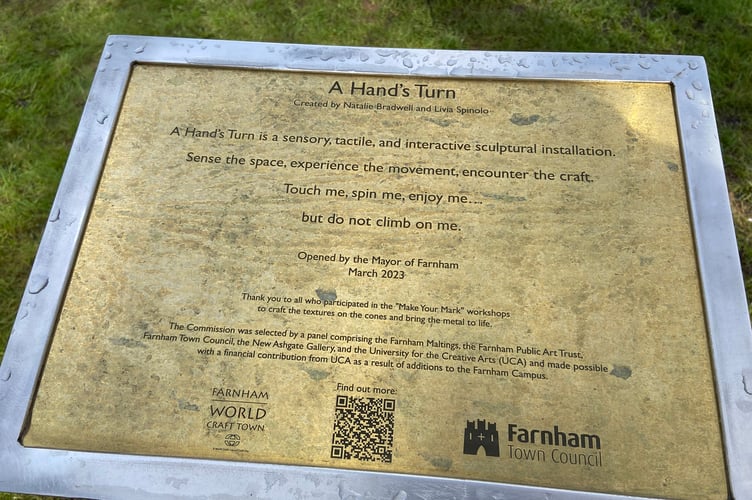 A Hand's Turn
Created by Natalie Bradwell and Livia Spinolo
A Hand's Turn is a sensory, tactile, and interactive sculptural installation.
Sense the space, experience the movement, encounter the craft.
Touch me, spin me, enjoy me....
but do not climb on me.
Opened by the Mayor of Farnham
March 2023
Thank you to all who participated in the "Make Your Mark" workshops
to craft the textures on the cones and bring the metal to life.
The Commission was selected by a panel comprising the Farnham Maltings, the Farnham Public Art Trust,
Farnham Town Council, the New Ashgate Gallery, and the University for the Creative Arts (UCA) and made possible
with a financial contribution from UCA as a result of additions to the Farnham Campus.
FARNHAM
WORLD
CRAFT TOWN
Find out more:
Farnham
Town Council